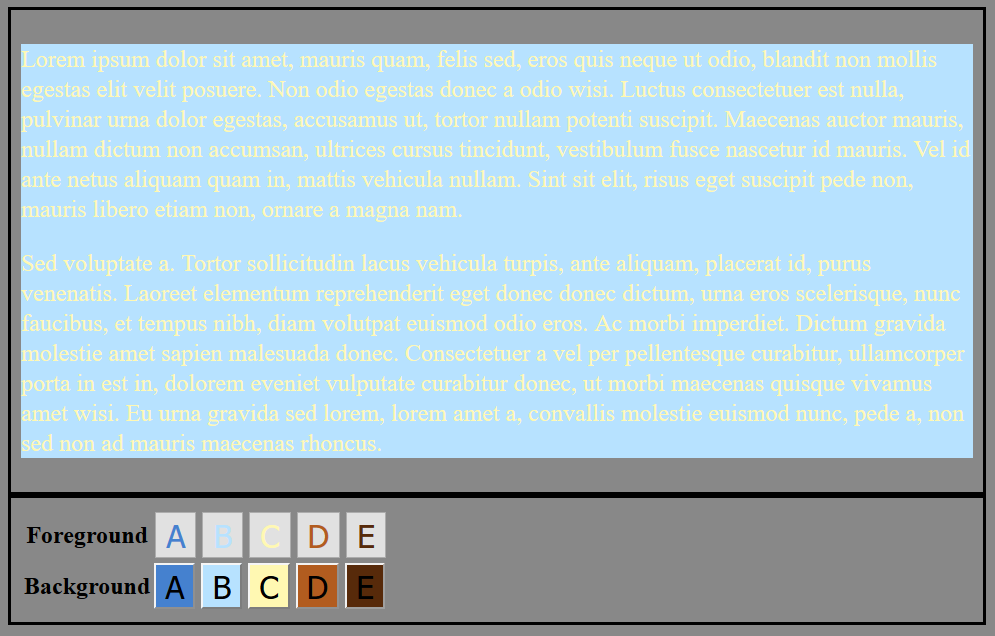 Lorem ipsum dolor sit amet, mauris quam, felis sed, eros quis neque ut odio, blandit non mollis
egestas elit velit posuere. Non odio egestas donec a odio wisi. Luctus consectetuer est nulla,
pulvinar urna dolor egestas, accusamus ut, tortor nullam potenti suscipit. Maecenas auctor mauris,
nullam dictum non accumsan, ultrices cursus tincidunt, vestibulum fusce nascetur id mauris. Vel id
ante netus aliquam quam in, mattis vehicula nullam. Sint sit elit, risus eget suscipit pede non,
mauris libero etiam non, ornare a magna nam.
Sed voluptate a. Tortor sollicitudin lacus vehicula turpis, ante aliquam, placerat id, purus
venenatis. Laoreet elementum reprehenderit eget donec donec dictum, urna eros scelerisque, nunc
faucibus, et tempus nibh, diam volutpat euismod odio eros. Ac morbi imperdiet. Dictum gravida
molestie amet sapien malesuada donec. Consectetuer a vel per pellentesque curabitur, ullamcorper
porta in est in, dolorem eveniet vulputate curabitur donec, ut morbi maecenas quisque vivamus
amet wisi. Eu urna gravida sed lorem, lorem amet a, convallis molestie euismod nunc, pede a, non
sed non ad mauris maecenas rhoncus.
Foreground A B C D E
Background A B C D E